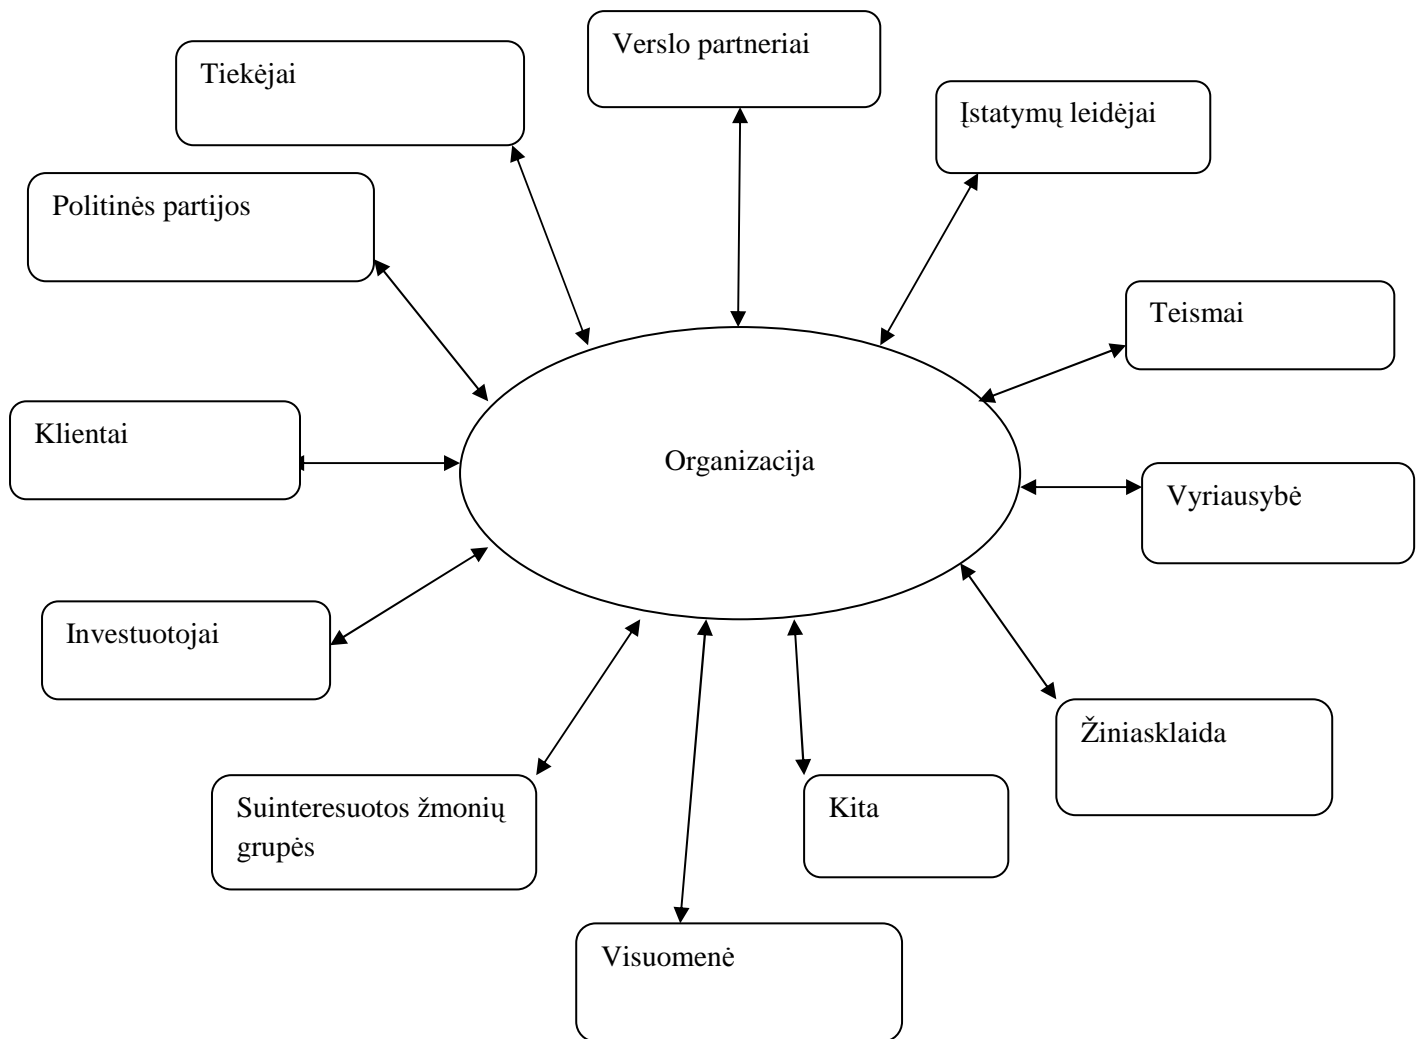 Verslo partneriai
Tiekėjai
Įstatymų leidėjai
Politinės partijos
Teismai
Klientai
Organizacija
Vyriausybė
Investuotojai
Žiniasklaida
Suinteresuotos žmonių
grupės
Kita
Visuomenė